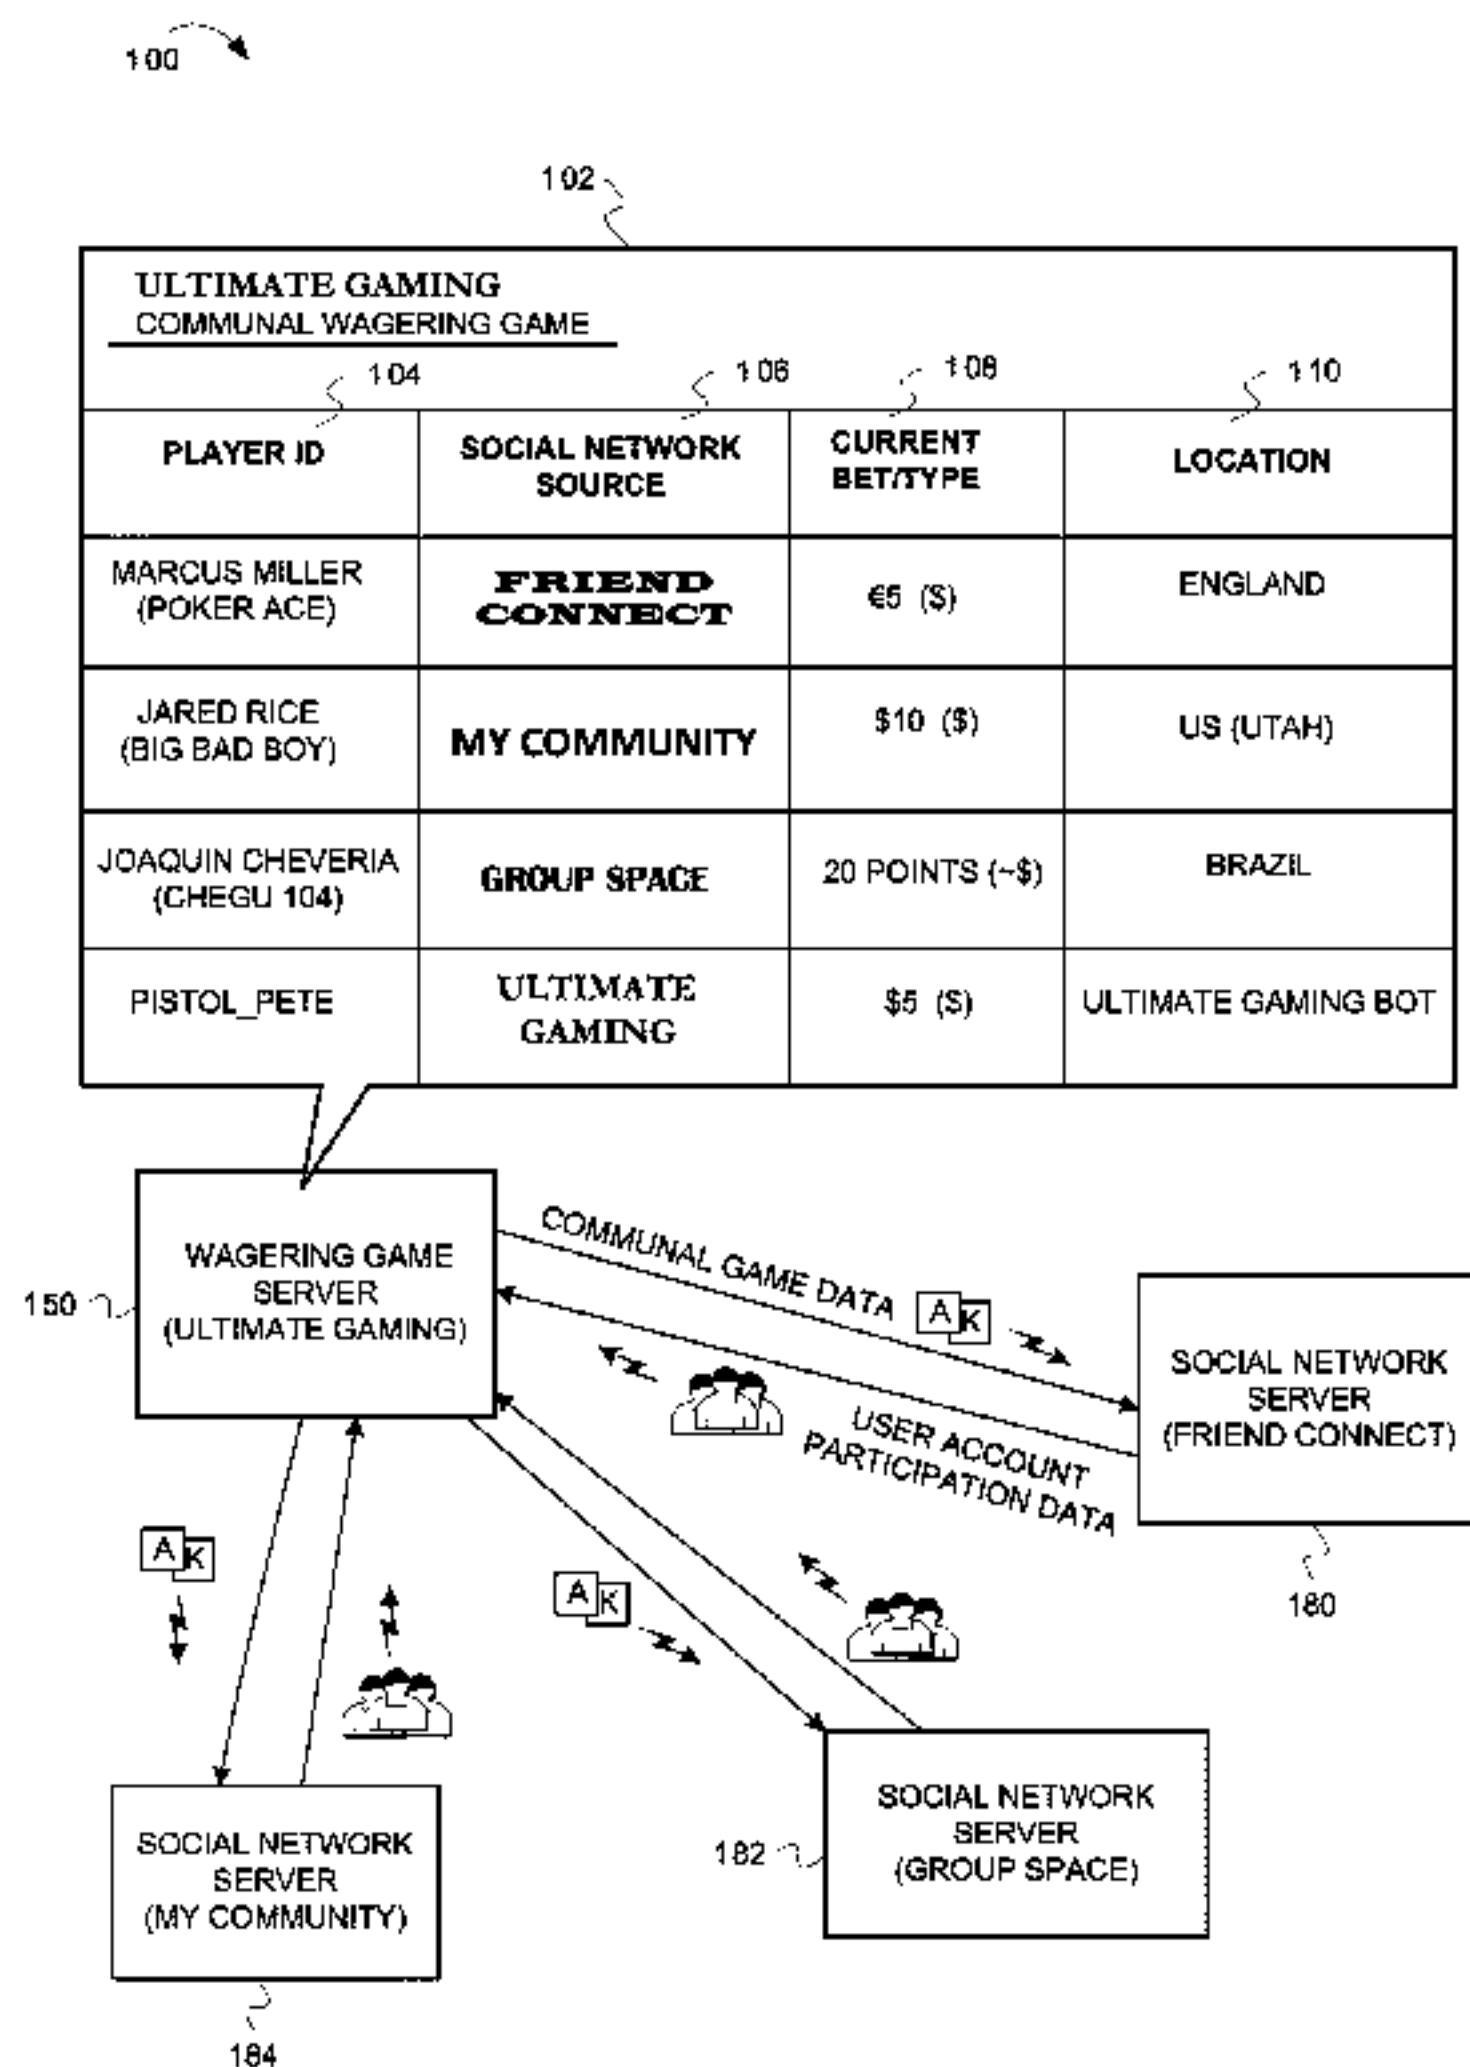 100
102
ULTIMATE GAMING
COMMUNAL WAGERING GAME
104
106
108
110
PLAYER ID
SOCIAL NETWORK
SOURCE
CURRENT
BET/TYPE
LOCATION
MARCUS MILLER
(POKER ACE)
FRIEND
CONNECT
€5 ($)
ENGLAND
JARED RICE
(BIG BAD BOY)
MY COMMUNITY
$10 ($)
US (UTAH)
JOAQUIN CHEVERIA
(CHEGU 104)
GROUP SPACE
20 POINTS (~$)
BRAZIL
PISTOL_PETE
ULTIMATE
GAMING
$5 ($)
ULTIMATE GAMING BOT
150
WAGERING GAME
SERVER
(ULTIMATE GAMING)
COMMUNAL GAME DATA
A K
USER ACCOUNT
PARTICIPATION DATA
SOCIAL NETWORK
SERVER
(FRIEND CONNECT)
180
A K
A K
SOCIAL NETWORK
SERVER
(GROUP SPACE)
182
SOCIAL NETWORK
SERVER
(MY COMMUNITY)
184